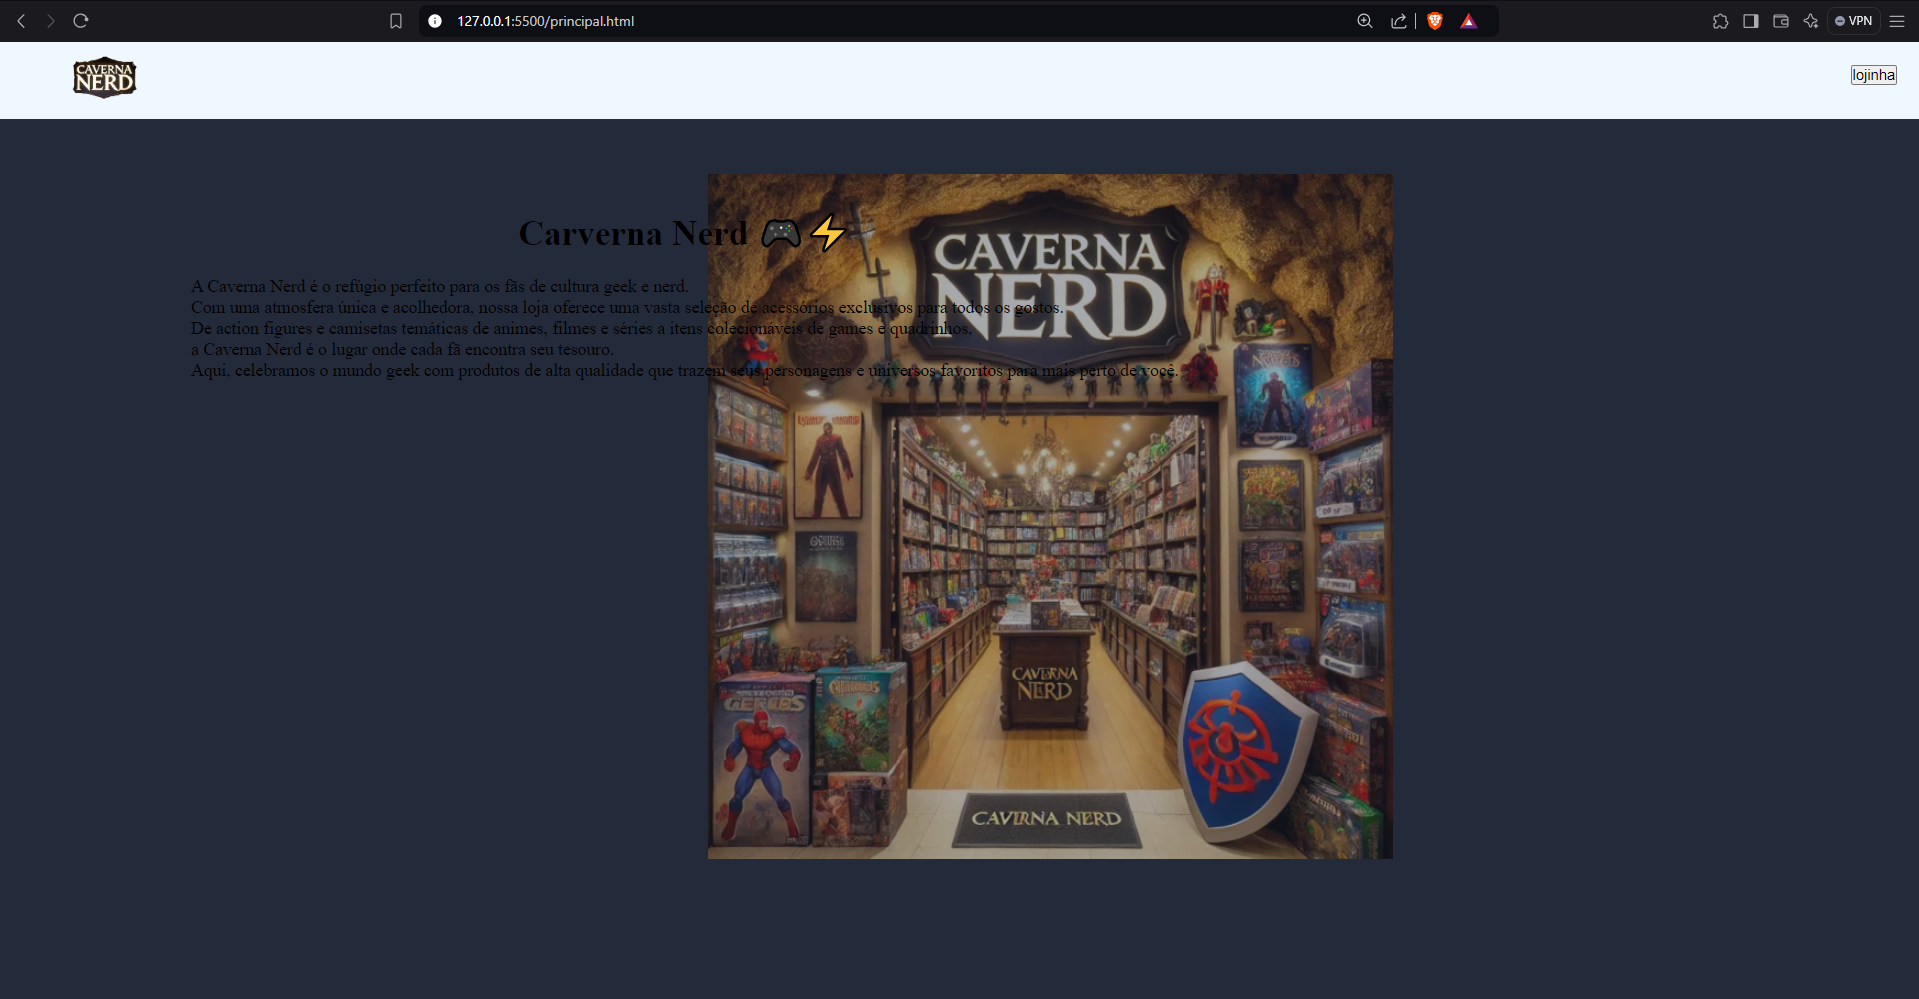 127.0.0.1:5500/principal.html
VPN
CAVERNA
NERD
lojinha
Carverna Nerd 🎮⚡
A Caverna Nerd é o refúgio perfeito para os fãs de cultura geek e nerd.
Com uma atmosfera única e acolhedora, nossa loja oferece uma vasta seleção de acessórios exclusivos para todos os gostos.
De action figures e camisetas temáticas de animes, filmes e séries a itens colecionáveis de games e quadrinhos,
a Caverna Nerd é o lugar onde cada fã encontra seu tesouro.
Aqui, celebramos o mundo geek com produtos de alta qualidade que trazem seus personagens e universos favoritos para mais perto de você.
CAVERNA
NERD
CAVERNA
NERD
CAVERNA NERD